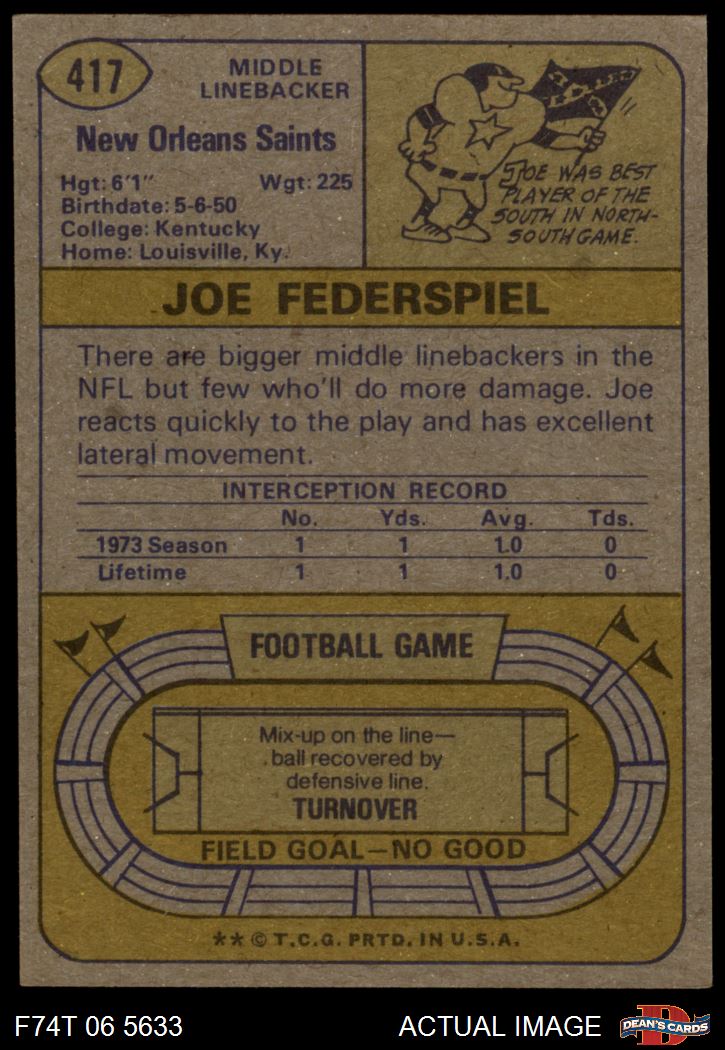 417
MIDDLE
LINEBACKER
New Orleans Saints
Hgt: 6'1" Wgt: 225
Birthdate: 5-6-50
College: Kentucky
Home: Louisville, Ky.
JOE WAS BEST
PLAYER OF THE
SOUTH IN NORTH-
SOUTH GAME.
JOE FEDERSPIEL
There are bigger middle linebackers in the
NFL but few who'll do more damage. Joe
reacts quickly to the play and has excellent
lateral movement.
INTERCEPTION RECORD
No. Yds. Avg. Tds.
1973 Season 1 1 1.0 0
Lifetime 1 1 1.0 0
FOOTBALL GAME
Mix-up on the line—
ball recovered by
defensive line.
TURNOVER
FIELD GOAL—NO GOOD
** © T.C.G. PRTD. IN U.S.A.
F74T 06 5633 ACTUAL IMAGE
DEAN'S CARDS